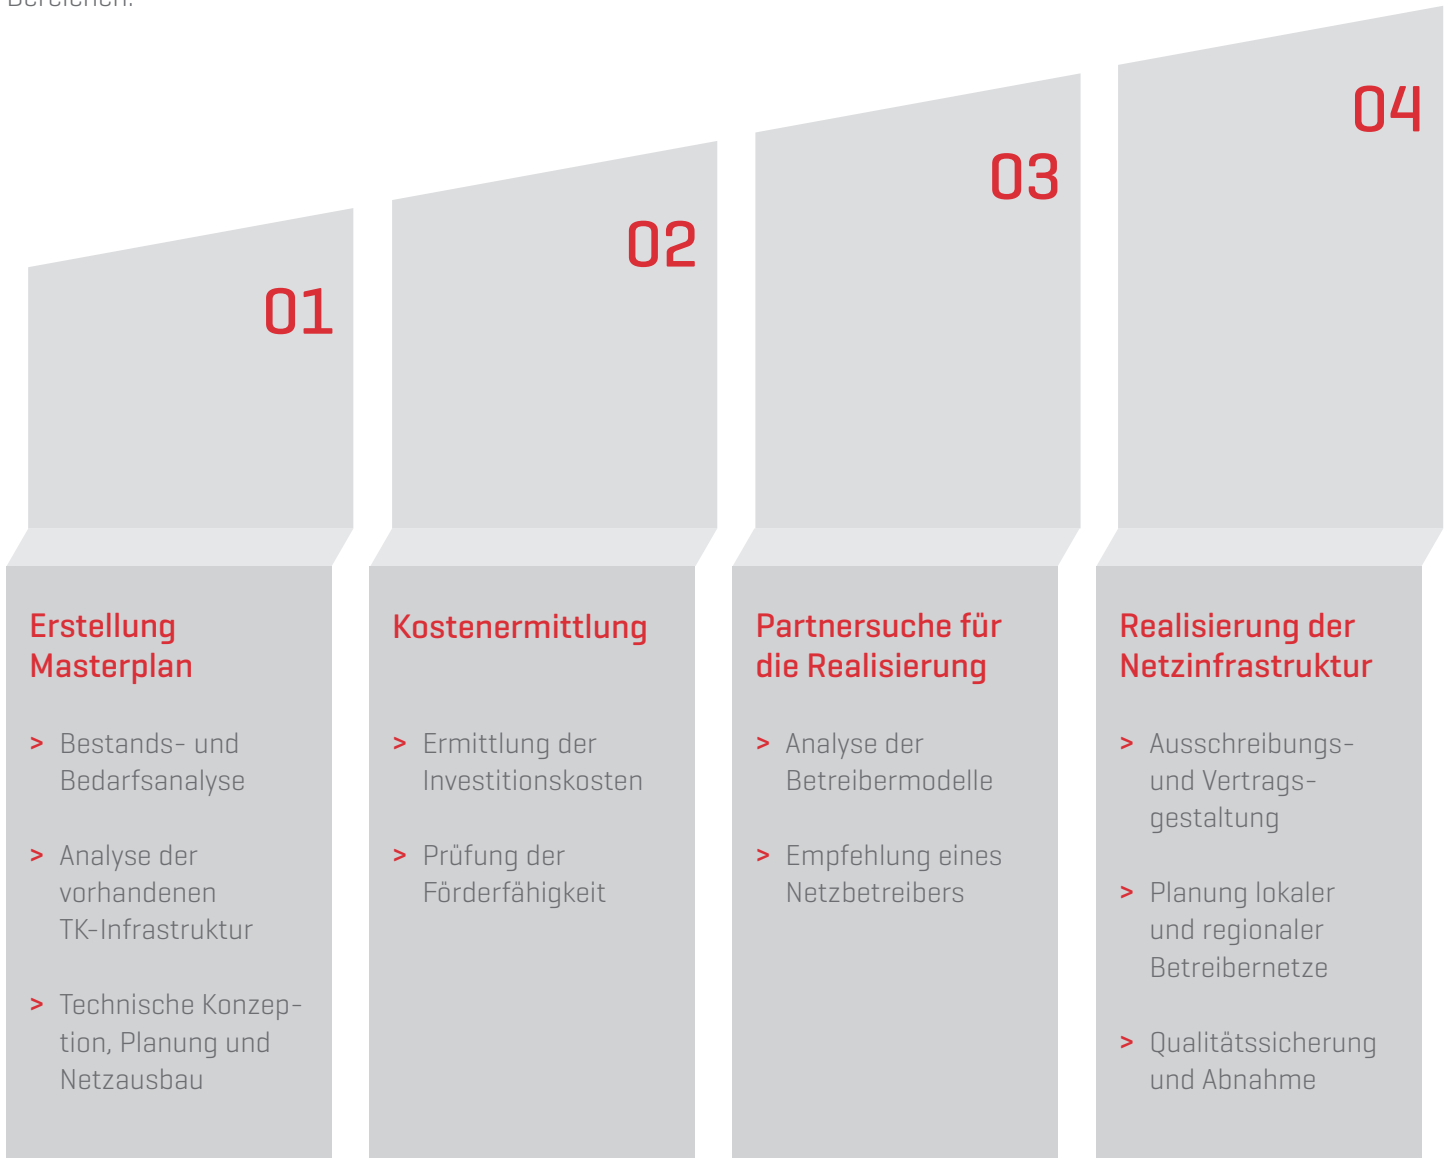 Bereichen.
01
02
03
04
Erstellung
Masterplan
> Bestands- und
Bedarfsanalyse
> Analyse der
vorhandenen
TK-Infrastruktur
> Technische Konzep-
tion, Planung und
Netzausbau
Kostenermittlung
> Ermittlung der
Investitionskosten
> Prüfung der
Förderfähigkeit
Partnersuche für
die Realisierung
> Analyse der
Betreibermodelle
> Empfehlung eines
Netzbetreibers
Realisierung der
Netzinfrastruktur
> Ausschreibungs-
und Vertrags-
gestaltung
> Planung lokaler
und regionaler
Betreibernetze
> Qualitätssicherung
und Abnahme